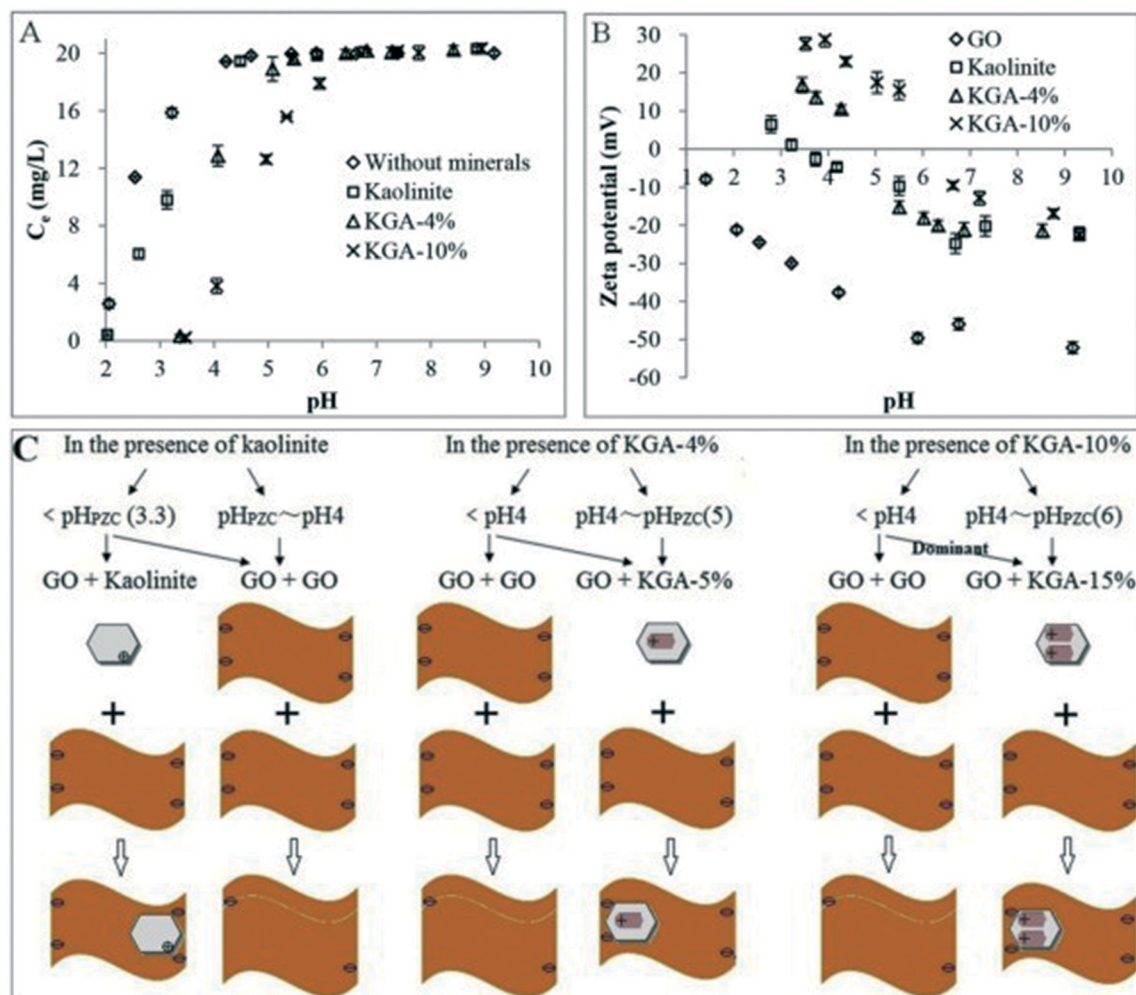 A
20
16
12
8
4
0
Ce (mg/L)
Without minerals
Kaolinite
KGA-4%
KGA-10%
2 3 4 5 6 7 8 9 10
pH
B
30
20
10
0
-10
-20
-30
-40
-50
-60
Zeta potential (mV)
GO
Kaolinite
KGA-4%
KGA-10%
1 2 3 4 5 6 7 8 9 10
pH
C
In the presence of kaolinite
In the presence of KGA-4%
In the presence of KGA-10%
< pHPZC (3.3) pHPZC~pH4
< pH4 pH4~pHPZC(5)
< pH4 pH4~pHPZC(6)
Dominant
GO + Kaolinite GO + GO
GO + GO GO + KGA-5%
GO + GO GO + KGA-15%
+ + + + + +